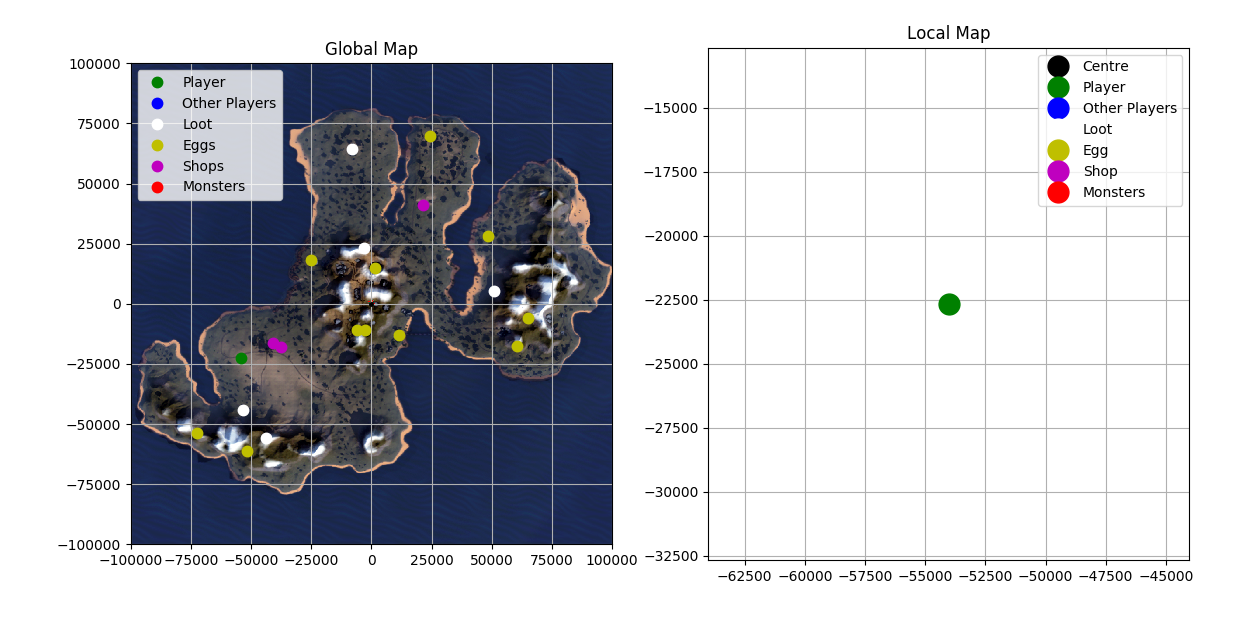 Global Map
100000
75000
50000
25000
0
−25000
−50000
−75000
−100000
−100000 −75000 −50000 −25000 0 25000 50000 75000 100000
Player
Other Players
Loot
Eggs
Shops
Monsters
Local Map
−15000
−17500
−20000
−22500
−25000
−27500
−30000
−32500
−62500 −60000 −57500 −55000 −52500 −50000 −47500 −45000
Centre
Player
Other Players
Loot
Egg
Shop
Monsters